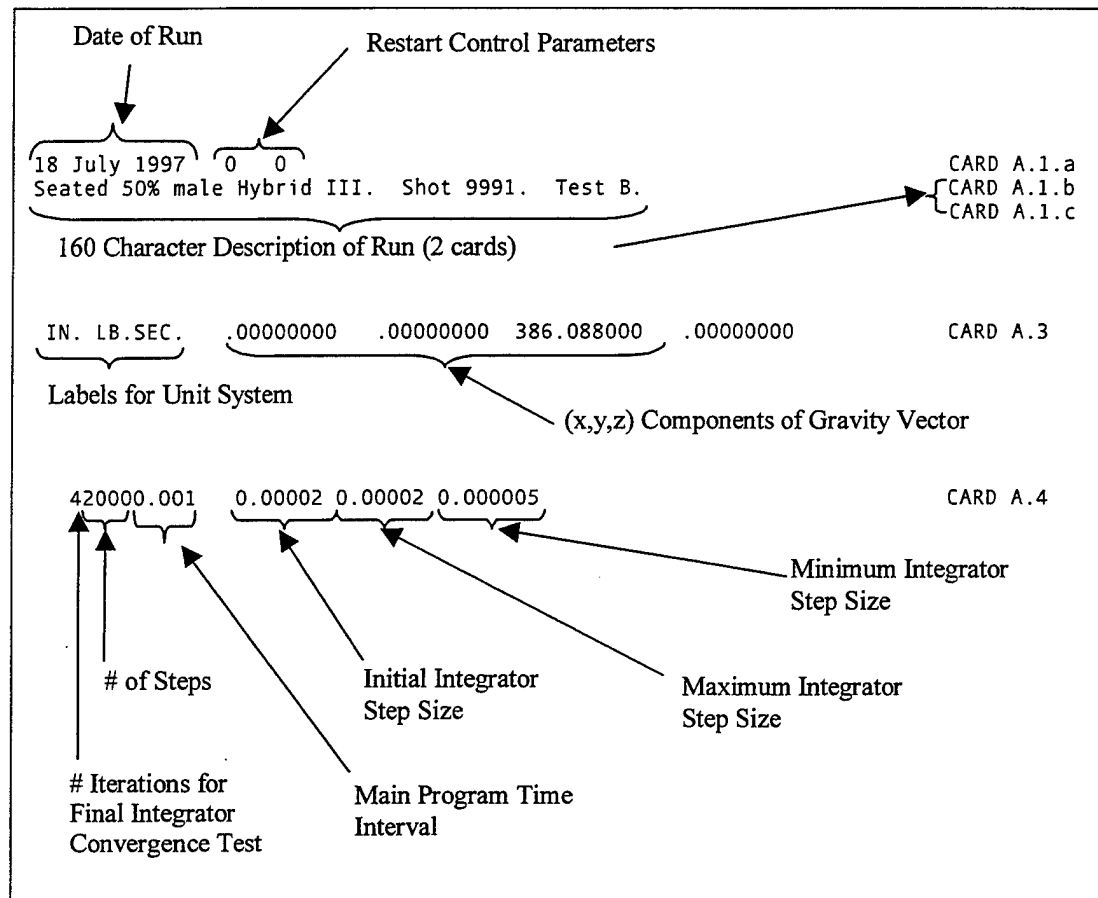 Date of Run
Restart Control Parameters
18 July 1997 0 0 CARD A.1.a
Seated 50% male Hybrid III. Shot 9991. Test B. CARD A.1.b
CARD A.1.c
160 Character Description of Run (2 cards)
IN. LB.SEC. .00000000 .00000000 386.088000 .00000000 CARD A.3
Labels for Unit System
(x,y,z) Components of Gravity Vector
420000.001 0.00002 0.00002 0.000005 CARD A.4
Minimum Integrator
Step Size
# of Steps
Initial Integrator
Step Size
Maximum Integrator
Step Size
# Iterations for
Final Integrator
Convergence Test
Main Program Time
Interval